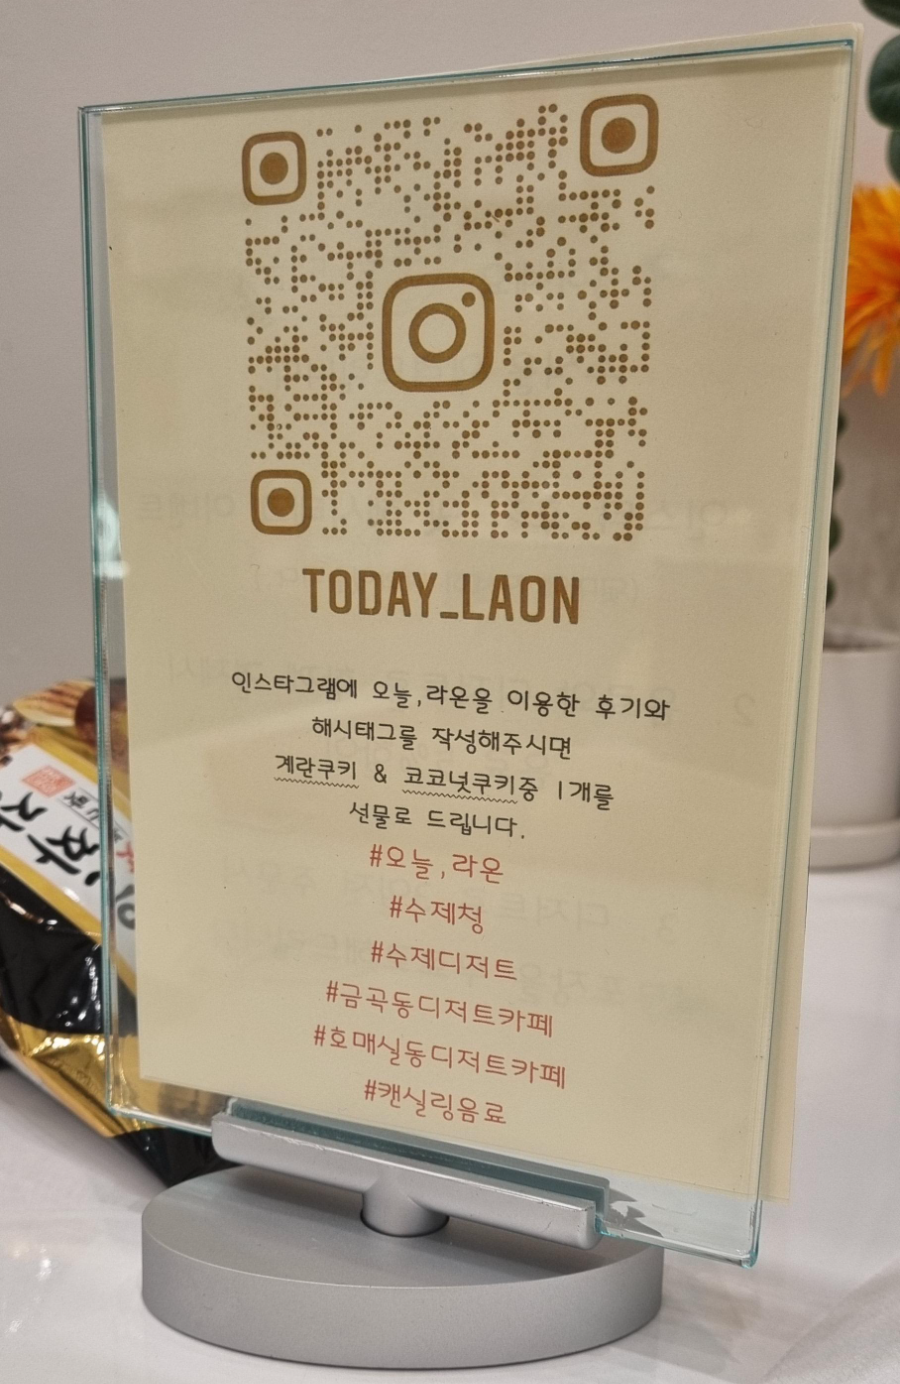 TODAY_LAON
인스타그램에 오늘,라온을 이용한 후기와
해시태그를 작성해주시면
계란쿠키 & 코코넛쿠키중 1개를
선물로 드립니다.
#오늘,라온
#수제청
#수제디저트
#금곡동디저트카페
#호매실동디저트카페
#캔실링음료